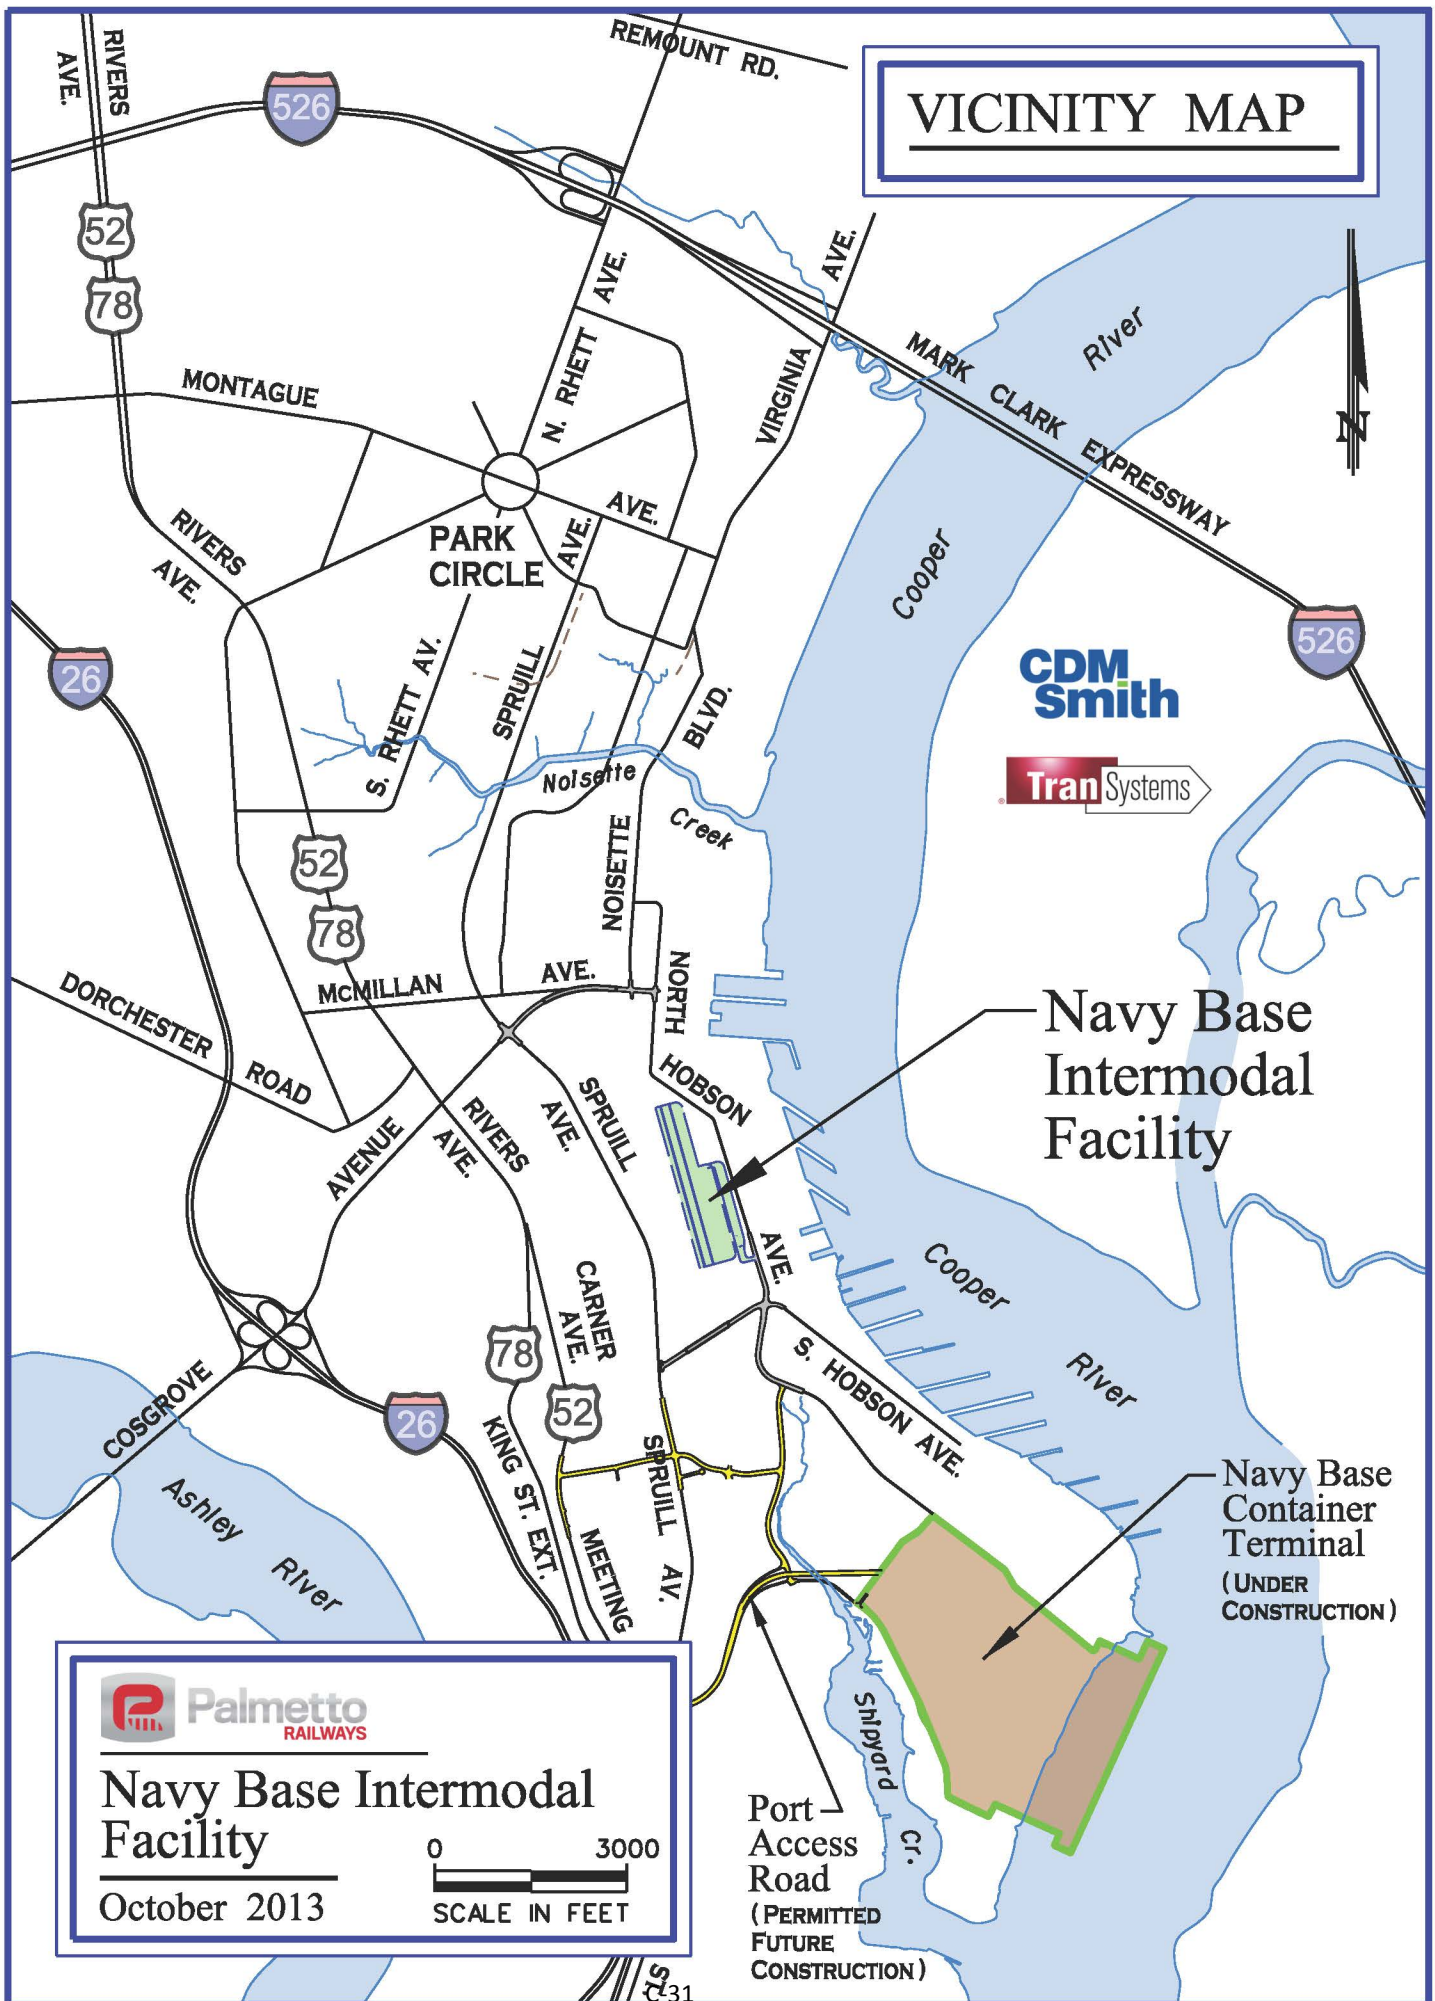 REMOUNT RD.
VICINITY MAP
RIVERS
AVE.
526
52
78
AVE.
N. RHETT
AVE.
VIRGINIA
River
MARK CLARK EXPRESSWAY
N
MONTAGUE
AVE.
PARK
CIRCLE
RIVERS
AVE.
AVE.
SPRUILL
S. RHETT AV.
Cooper
526
26
CDM
Smith
TranSystems
®
BLVD.
NOISETTE
Noisette
Creek
52
78
McMILLAN AVE.
NORTH
HOBSON
AVE.
DORCHESTER
ROAD
Navy Base
Intermodal
Facility
SPRUILL
AVE.
RIVERS
AVE.
AVENUE
COSGROVE
CARNER
AVE.
78
52
26
Cooper
River
S. HOBSON AVE.
KING ST. EXT.
MEETING
SPRUILL AV.
Ashley
River
Navy Base
Container
Terminal
(UNDER
CONSTRUCTION)
Shipyard
Cr.
Port
Access
Road
(PERMITTED
FUTURE
CONSTRUCTION)
Palmetto
RAILWAYS
Navy Base Intermodal
Facility
October 2013
0 3000
SCALE IN FEET
ST
C-31